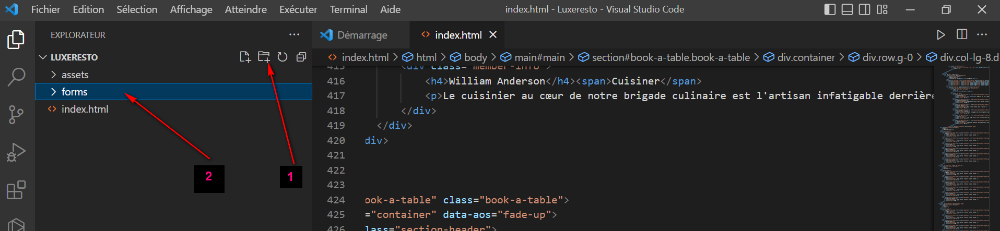 Fichier Edition Sélection Affichage Atteindre Exécuter Terminal Aide index.html - Luxeresto - Visual Studio Code
EXPLORATEUR ··· Démarrage index.html
LUXERESTO index.html > html > body > main#main > section#book-a-table.book-a-table > div.container > div.row.g-0 > div.col-lg-8.d
assets
forms
index.html
2
1
415 <div class="member-info">
416 <h4>William Anderson</h4><span>Cuisiner</span>
417 <p>Le cuisinier au cœur de notre brigade culinaire est l'artisan infatigable derrière
418 </div>
419 </div>
420 div>
421
422
423
424 ook-a-table" class="book-a-table">
425 ="container" data-aos="fade-up">
426 lass="section-header">